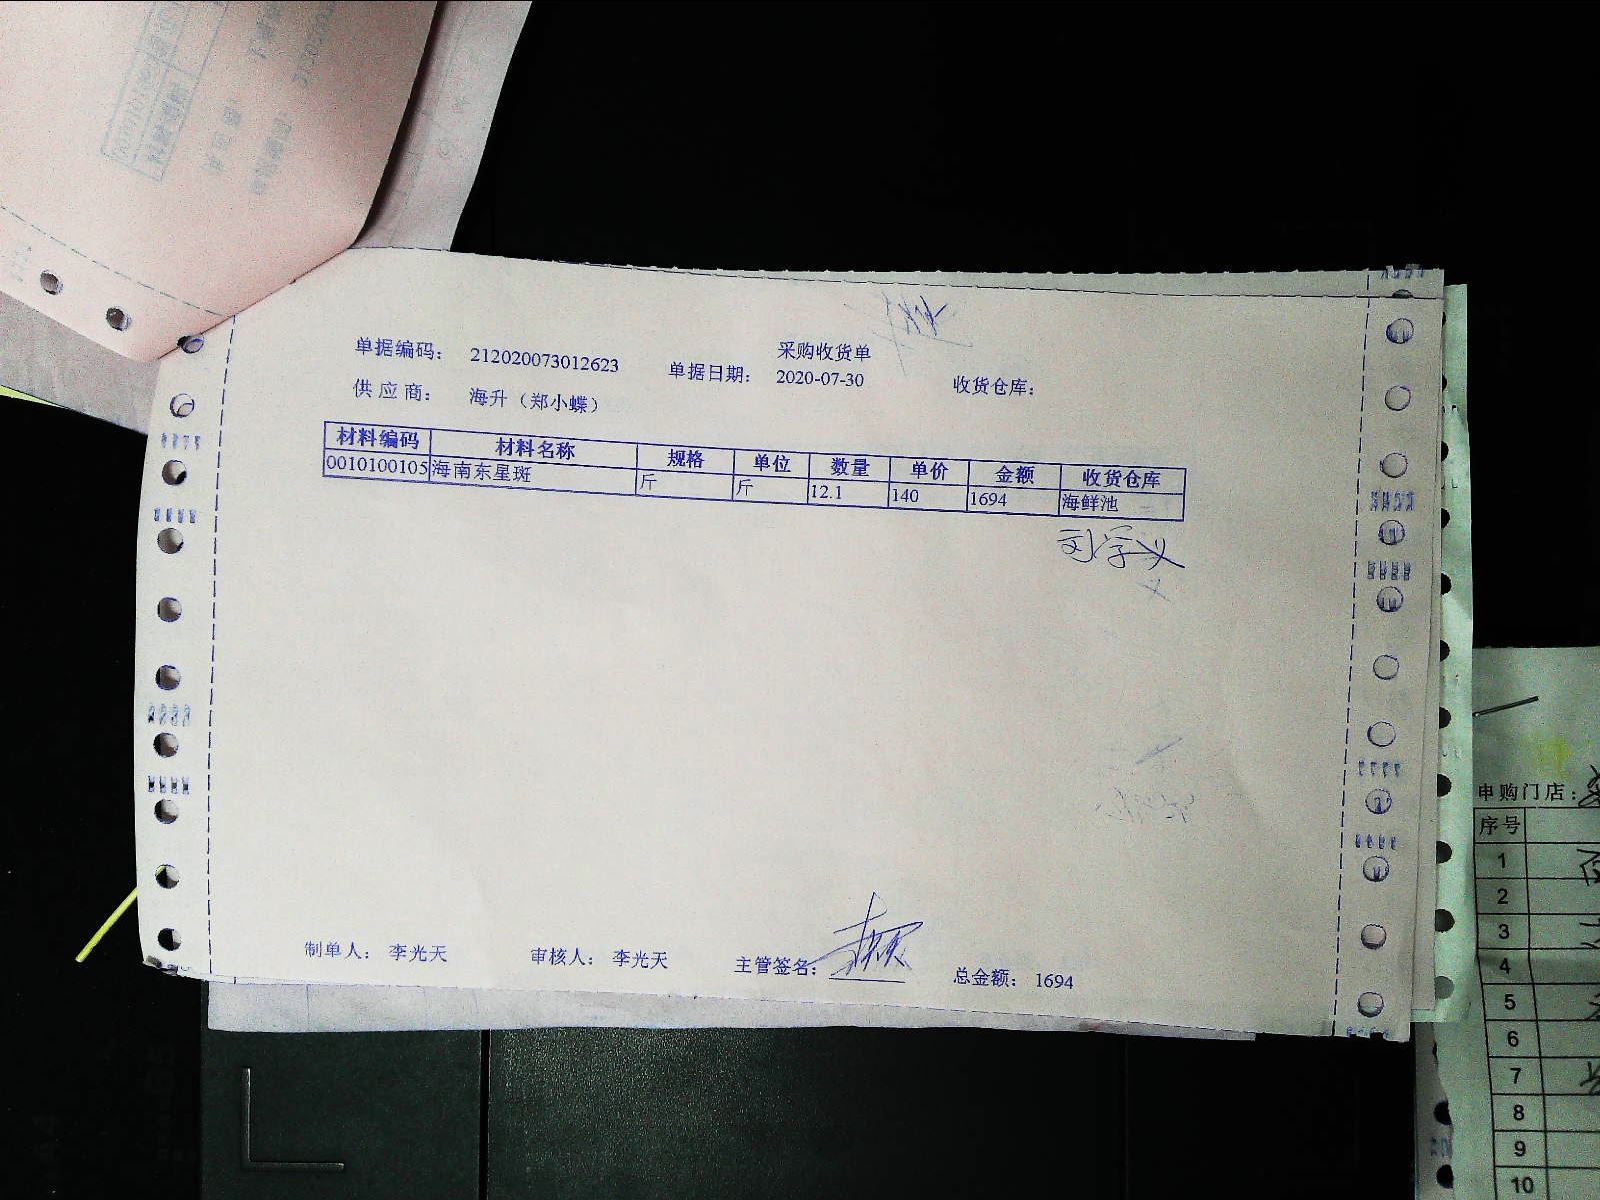 采购收货单
单据编码： 212020073012623 单据日期： 2020-07-30 收货仓库：
供 应 商： 海升（郑小蝶）
材料编码 材料名称 规格 单位 数量 单价 金额 收货仓库
0010100105 海南东星斑 斤 斤 12.1 140 1694 海鲜池
制单人： 李光天 审核人： 李光天 主管签名： 总金额： 1694
申购门店：
序号
1
2
3
4
5
6
7
8
9
10